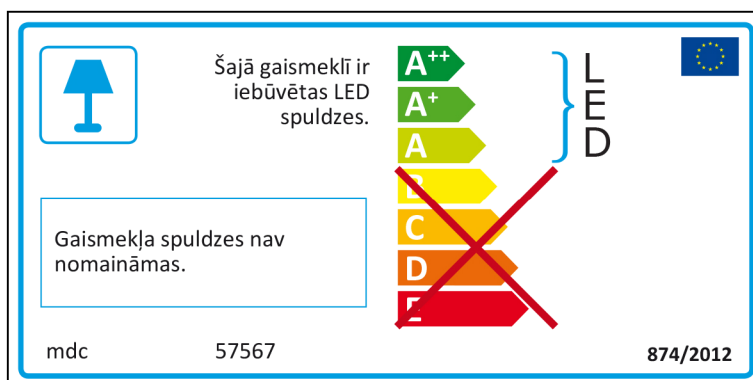 Šajā gaismeklī ir
iebūvētas LED
spuldzes.
A++
A+
A
B
C
D
E
L
E
D
Gaismekļa spuldzes nav
nomaināmas.
mdc 57567
874/2012